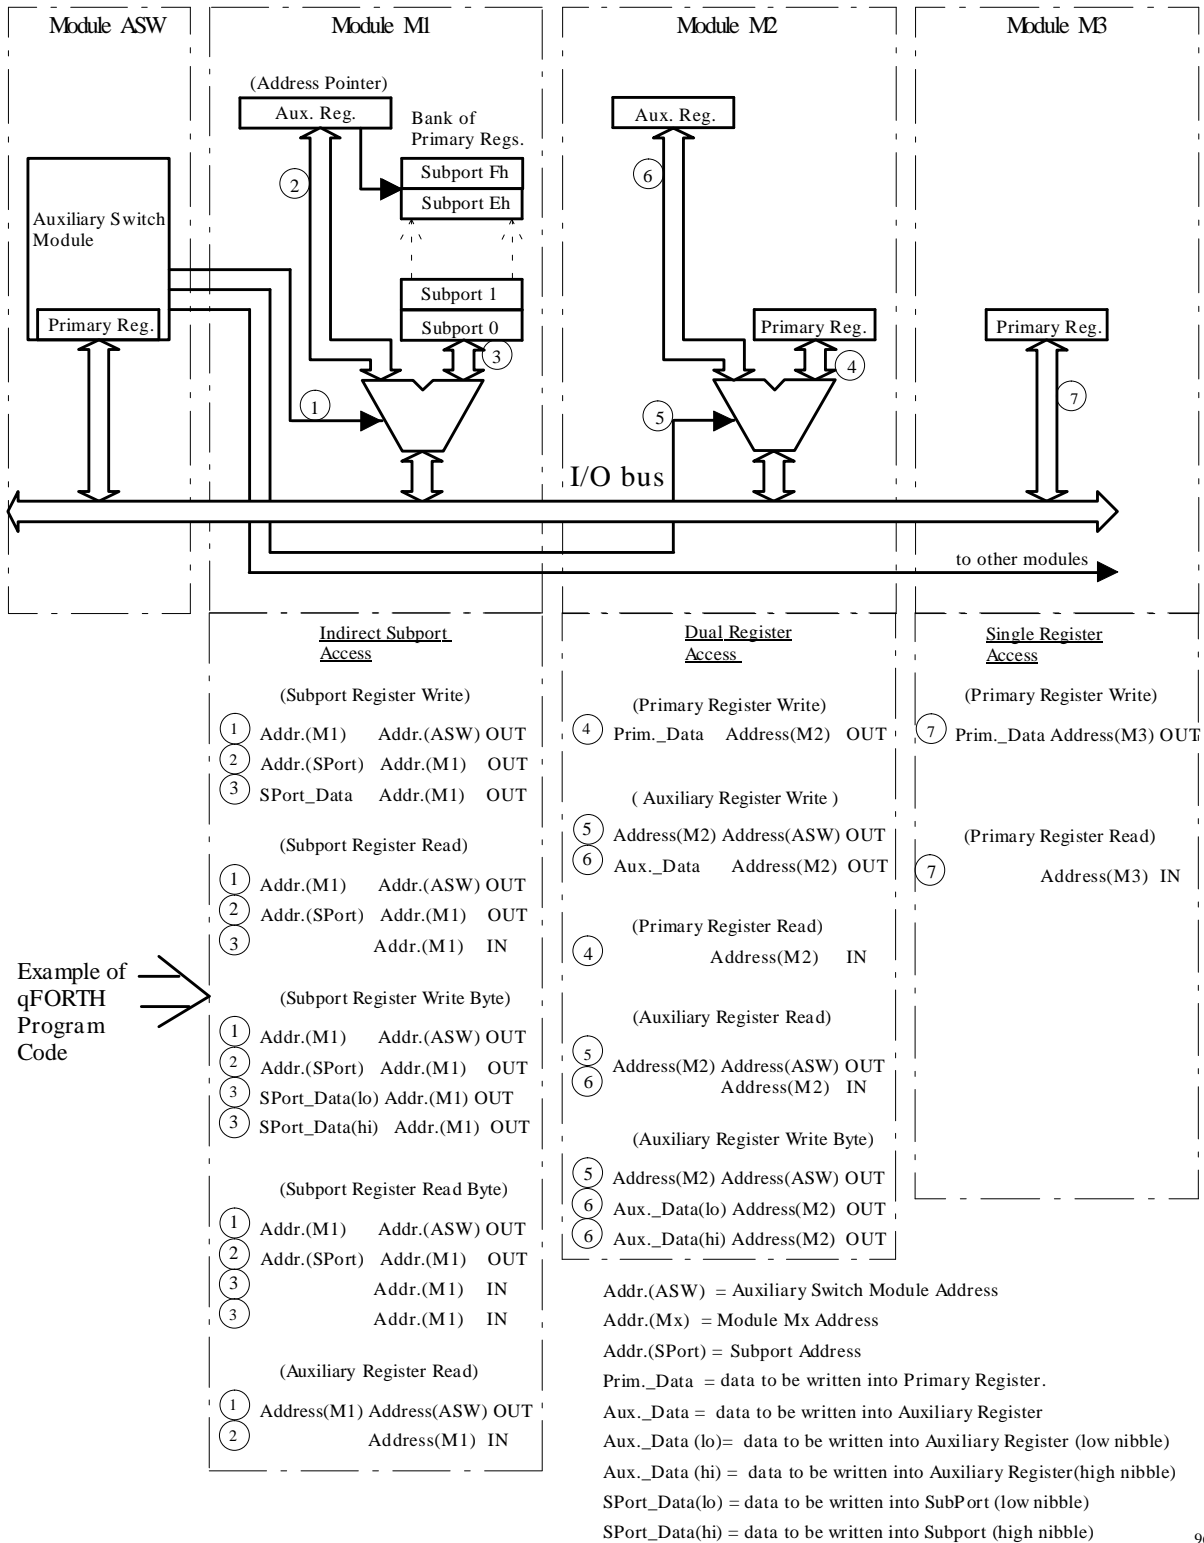 Module ASW
Module M1
Module M2
Module M3
(Address Pointer)
Aux. Reg.
Bank of
Primary Regs.
Subport Fh
Subport Eh
Subport 1
Subport 0
2
3
1
Auxiliary Switch
Module
Primary Reg.
Aux. Reg.
6
Primary Reg.
4
5
Primary Reg.
7
I/O bus
to other modules
Example of
qFORTH
Program
Code
Indirect Subport
Access
(Subport Register Write)
1 Addr.(M1) Addr.(ASW) OUT
2 Addr.(SPort) Addr.(M1) OUT
3 SPort_Data Addr.(M1) OUT
(Subport Register Read)
1 Addr.(M1) Addr.(ASW) OUT
2 Addr.(SPort) Addr.(M1) OUT
3 Addr.(M1) IN
(Subport Register Write Byte)
1 Addr.(M1) Addr.(ASW) OUT
2 Addr.(SPort) Addr.(M1) OUT
3 SPort_Data(lo) Addr.(M1) OUT
3 SPort_Data(hi) Addr.(M1) OUT
(Subport Register Read Byte)
1 Addr.(M1) Addr.(ASW) OUT
2 Addr.(SPort) Addr.(M1) OUT
3 Addr.(M1) IN
3 Addr.(M1) IN
(Auxiliary Register Read)
1 Address(M1) Address(ASW) OUT
2 Address(M1) IN
Dual Register
Access
(Primary Register Write)
4 Prim._Data Address(M2) OUT
( Auxiliary Register Write )
5 Address(M2) Address(ASW) OUT
6 Aux._Data Address(M2) OUT
(Primary Register Read)
4 Address(M2) IN
(Auxiliary Register Read)
5 Address(M2) Address(ASW) OUT
6 Address(M2) IN
(Auxiliary Register Write Byte)
5 Address(M2) Address(ASW) OUT
6 Aux._Data(lo) Address(M2) OUT
6 Aux._Data(hi) Address(M2) OUT
Single Register
Access
(Primary Register Write)
7 Prim._Data Address(M3) OUT
(Primary Register Read)
7 Address(M3) IN
Addr.(ASW) = Auxiliary Switch Module Address
Addr.(Mx) = Module Mx Address
Addr.(SPort) = Subport Address
Prim._Data = data to be written into Primary Register.
Aux._Data = data to be written into Auxiliary Register
Aux._Data (lo)= data to be written into Auxiliary Register (low nibble)
Aux._Data (hi) = data to be written into Auxiliary Register(high nibble)
SPort_Data(lo) = data to be written into SubPort (low nibble)
SPort_Data(hi) = data to be written into Subport (high nibble)